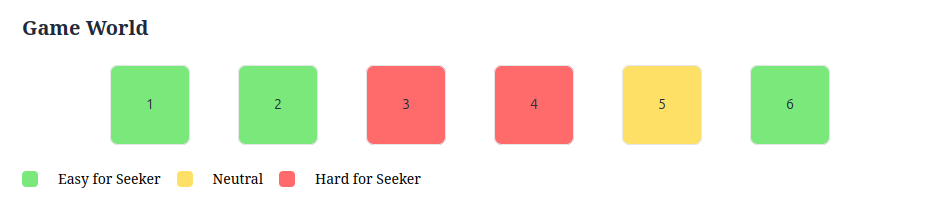 Game World
1 2 3 4 5 6
Easy for Seeker Neutral Hard for Seeker